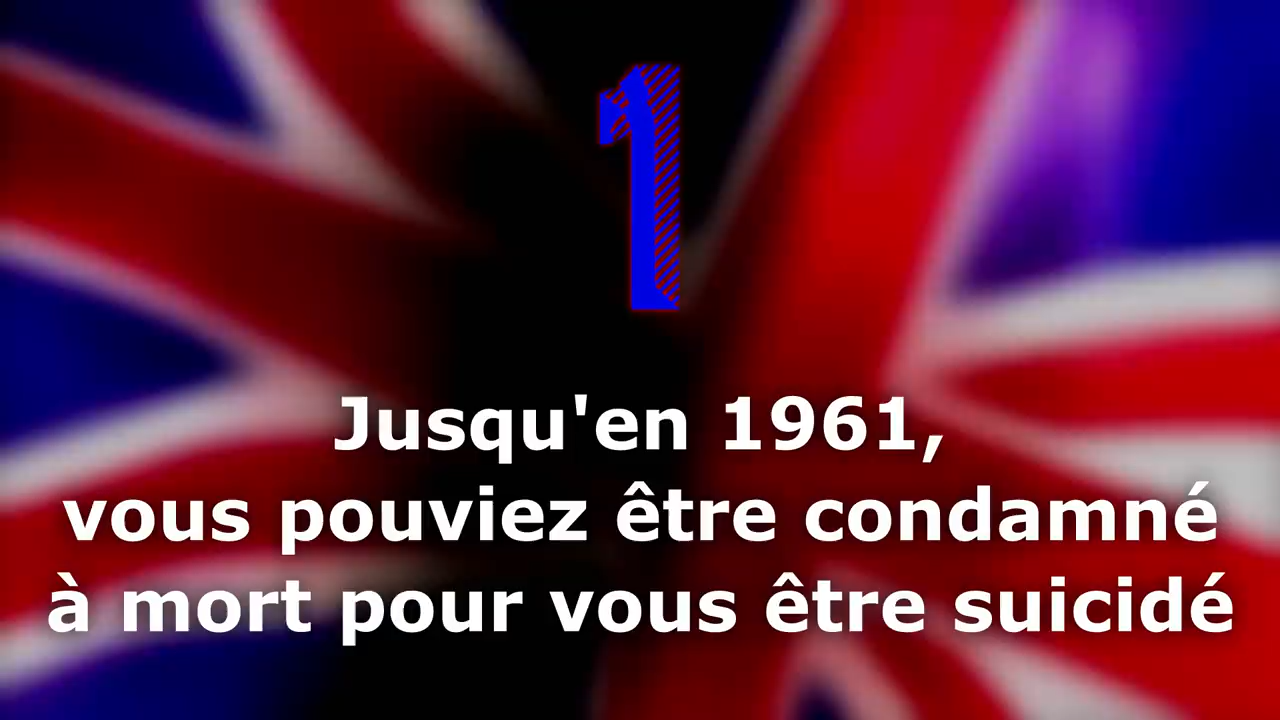 1
Jusqu'en 1961,
vous pouviez être condamné
à mort pour vous être suicidé